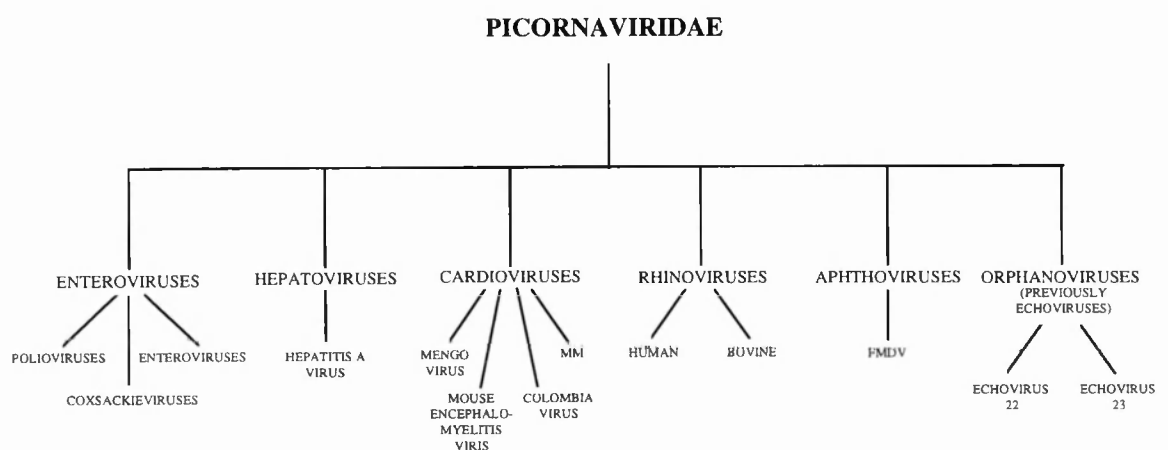 PICORNAVIRIDAE
ENTEROVIRUSES
HEPATOVIRUSES
CARDIOVIRUSES
RHINOVIRUSES
APHTHOVIRUSES
ORPHANOVIRUSES
(PREVIOUSLY
ECHOVIRUSES)
POLIOVIRUSES
COXSACKIEVIRUSES
ENTEROVIRUSES
HEPATITIS A
VIRUS
MENGO
VIRUS
MOUSE
ENCEPHALO-
MYELITIS
VIRIS
COLOMBIA
VIRUS
MM
HUMAN
BOVINE
FMDV
ECHOVIRUS
22
ECHOVIRUS
23